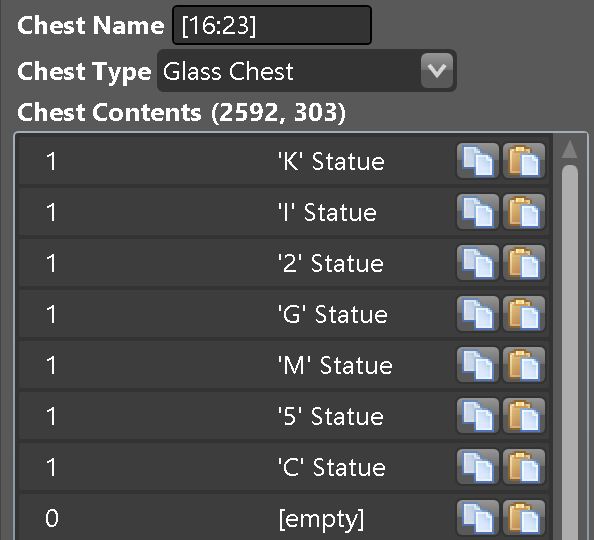 Chest Name [16:23]
Chest Type Glass Chest
Chest Contents (2592, 303)
1 'K' Statue
1 'I' Statue
1 '2' Statue
1 'G' Statue
1 'M' Statue
1 '5' Statue
1 'C' Statue
0 [empty]